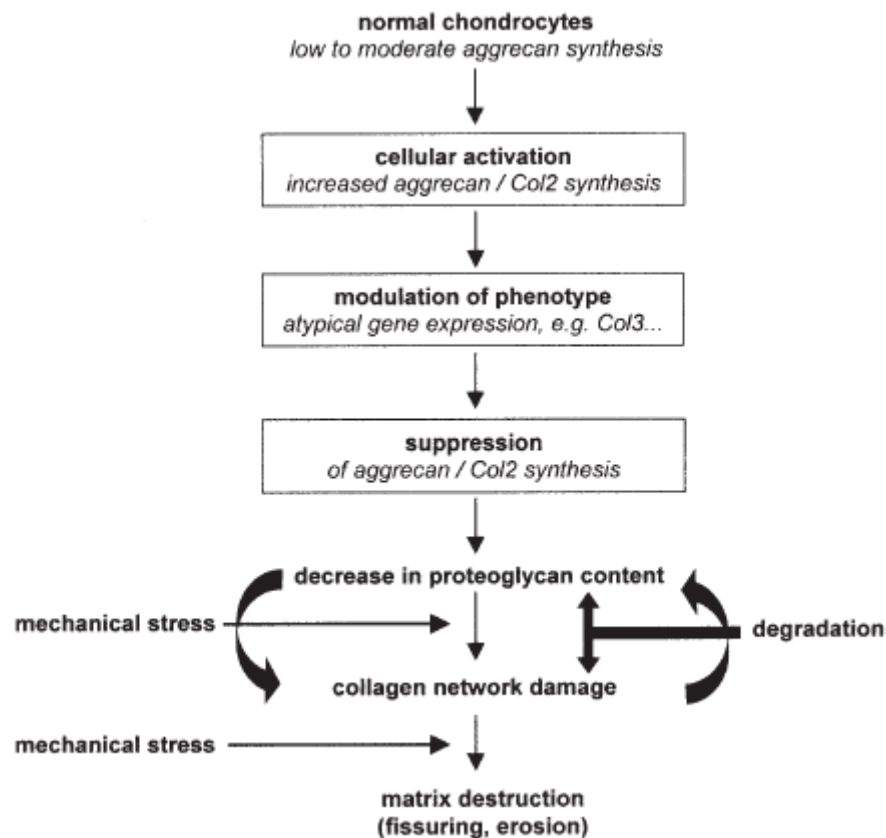 normal chondrocytes
low to moderate aggrecan synthesis
cellular activation
increased aggrecan / Col2 synthesis
modulation of phenotype
atypical gene expression, e.g. Col3...
suppression
of aggrecan / Col2 synthesis
decrease in proteoglycan content
mechanical stress
degradation
collagen network damage
mechanical stress
matrix destruction
(fissuring, erosion)